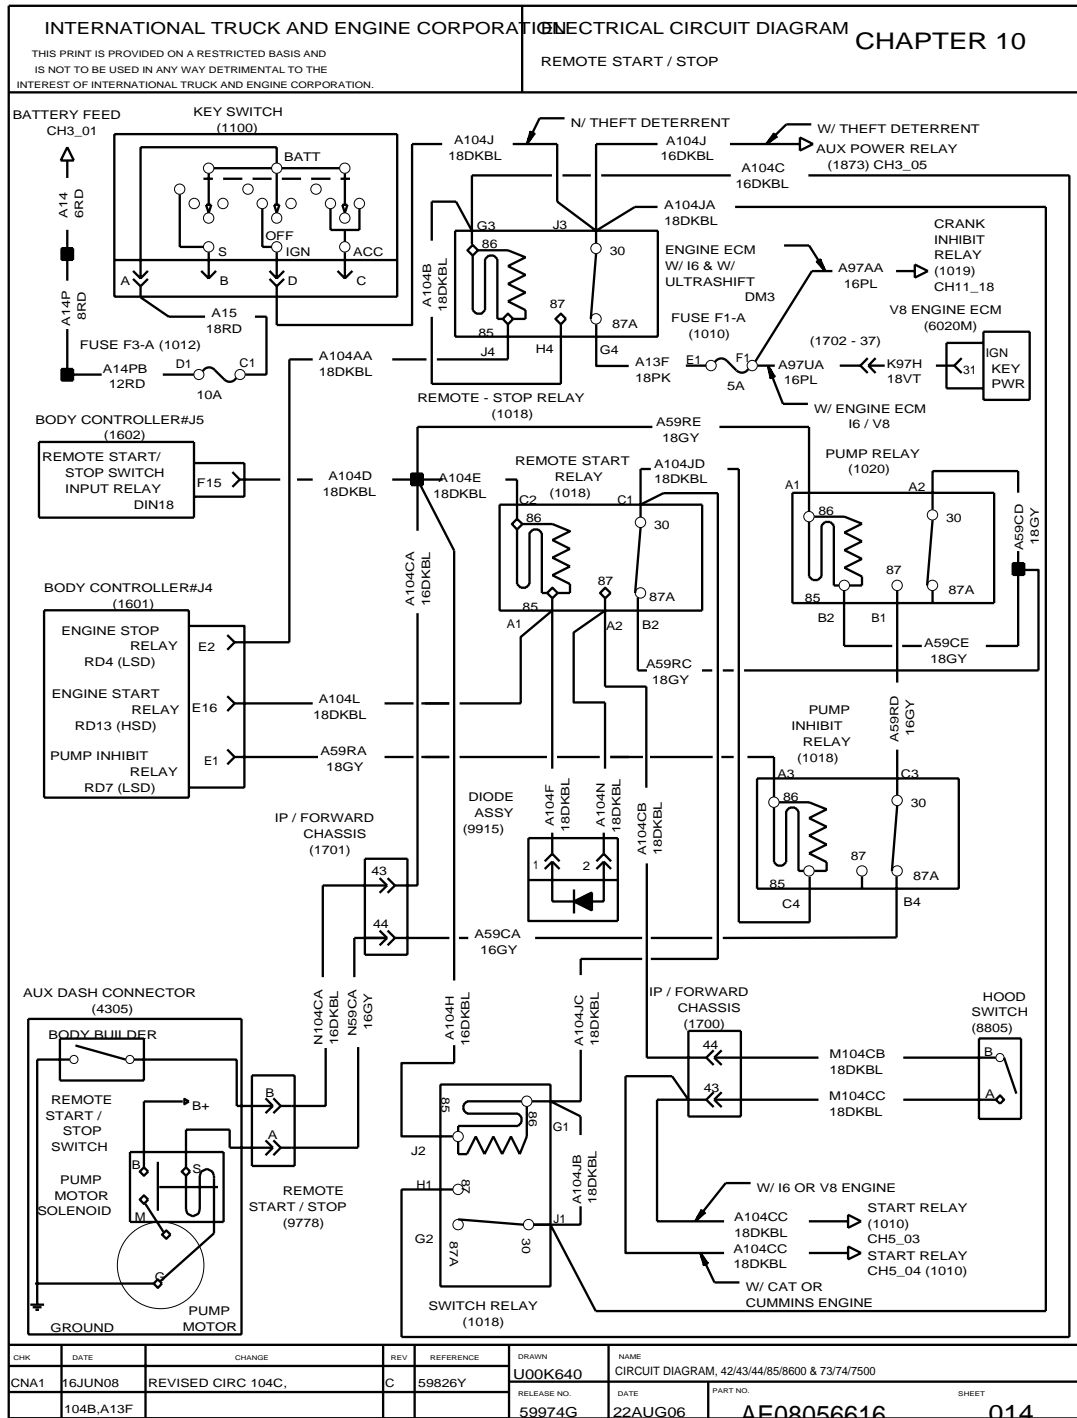 INTERNATIONAL TRUCK AND ENGINE CORPORATION
THIS PRINT IS PROVIDED ON A RESTRICTED BASIS AND
IS NOT TO BE USED IN ANY WAY DETRIMENTAL TO THE
INTEREST OF INTERNATIONAL TRUCK AND ENGINE CORPORATION.
ELECTRICAL CIRCUIT DIAGRAM
REMOTE START / STOP
CHAPTER 10
BATTERY FEED
CH3_01
A14
6RD
A14P
8RD
KEY SWITCH
(1100)
BATT
OFF
S
IGN
ACC
A
B
D
C
A15
18RD
FUSE F3-A (1012)
A14PB
12RD
D1
C1
10A
A104J
18DKBL
N/ THEFT DETERRENT
A104J
16DKBL
W/ THEFT DETERRENT
AUX POWER RELAY
(1873) CH3_05
A104C
16DKBL
A104JA
18DKBL
A104B
18DKBL
G3
J3
86
30
87
85
87A
J4
H4
G4
REMOTE - STOP RELAY
(1018)
A104AA
18DKBL
ENGINE ECM
W/ I6 & W/
ULTRASHIFT
DM3
FUSE F1-A
(1010)
A13F
18PK
E1
F1
5A
A97AA
16PL
CRANK
INHIBIT
RELAY
(1019)
CH11_18
V8 ENGINE ECM
(6020M)
(1702 - 37)
A97UA
16PL
K97H
18VT
31
IGN
KEY
PWR
W/ ENGINE ECM
I6 / V8
BODY CONTROLLER#J5
(1602)
REMOTE START/
STOP SWITCH
INPUT RELAY
DIN18
F15
A104D
18DKBL
A104E
18DKBL
A104CA
16DKBL
REMOTE START
RELAY
(1018)
C2
C1
86
30
87
85
87A
A1
A2
B2
A104JD
18DKBL
A59RE
18GY
PUMP RELAY
(1020)
A1
A2
86
30
87
85
87A
B2
B1
A59CD
18GY
A59CE
18GY
A59RC
18GY
A59RD
16GY
BODY CONTROLLER#J4
(1601)
ENGINE STOP
RELAY
RD4 (LSD)
E2
ENGINE START
RELAY
RD13 (HSD)
E16
PUMP INHIBIT
RELAY
RD7 (LSD)
E1
A104L
18DKBL
A59RA
18GY
PUMP
INHIBIT
RELAY
(1018)
A3
C3
86
30
87
85
87A
C4
B4
DIODE
ASSY
(9915)
A104F
18DKBL
A104N
18DKBL
A104CB
18DKBL
1
2
IP / FORWARD
CHASSIS
(1701)
43
44
A59CA
16GY
N104CA
16DKBL
N59CA
16GY
A104H
16DKBL
A104JC
18DKBL
AUX DASH CONNECTOR
(4305)
BODY BUILDER
REMOTE
START /
STOP
SWITCH
B+
B
S
M
G
PUMP
MOTOR
SOLENOID
PUMP
MOTOR
GROUND
B
A
REMOTE
START / STOP
(9778)
85
86
G1
J2
H1
87
G2
87A
30
J1
A104JB
18DKBL
SWITCH RELAY
(1018)
IP / FORWARD
CHASSIS
(1700)
44
43
M104CB
18DKBL
M104CC
18DKBL
HOOD
SWITCH
(8805)
B
A
W/ I6 OR V8 ENGINE
A104CC
18DKBL
START RELAY
(1010)
CH5_03
A104CC
18DKBL
START RELAY
CH5_04 (1010)
W/ CAT OR
CUMMINS ENGINE
CHK DATE CHANGE REV REFERENCE
CNA1 16JUN08 REVISED CIRC 104C, C 59826Y
104B,A13F
DRAWN
U00K640
NAME
CIRCUIT DIAGRAM, 42/43/44/85/8600 & 73/74/7500
RELEASE NO.
59974G
DATE
22AUG06
PART NO.
AE08056616
SHEET
014